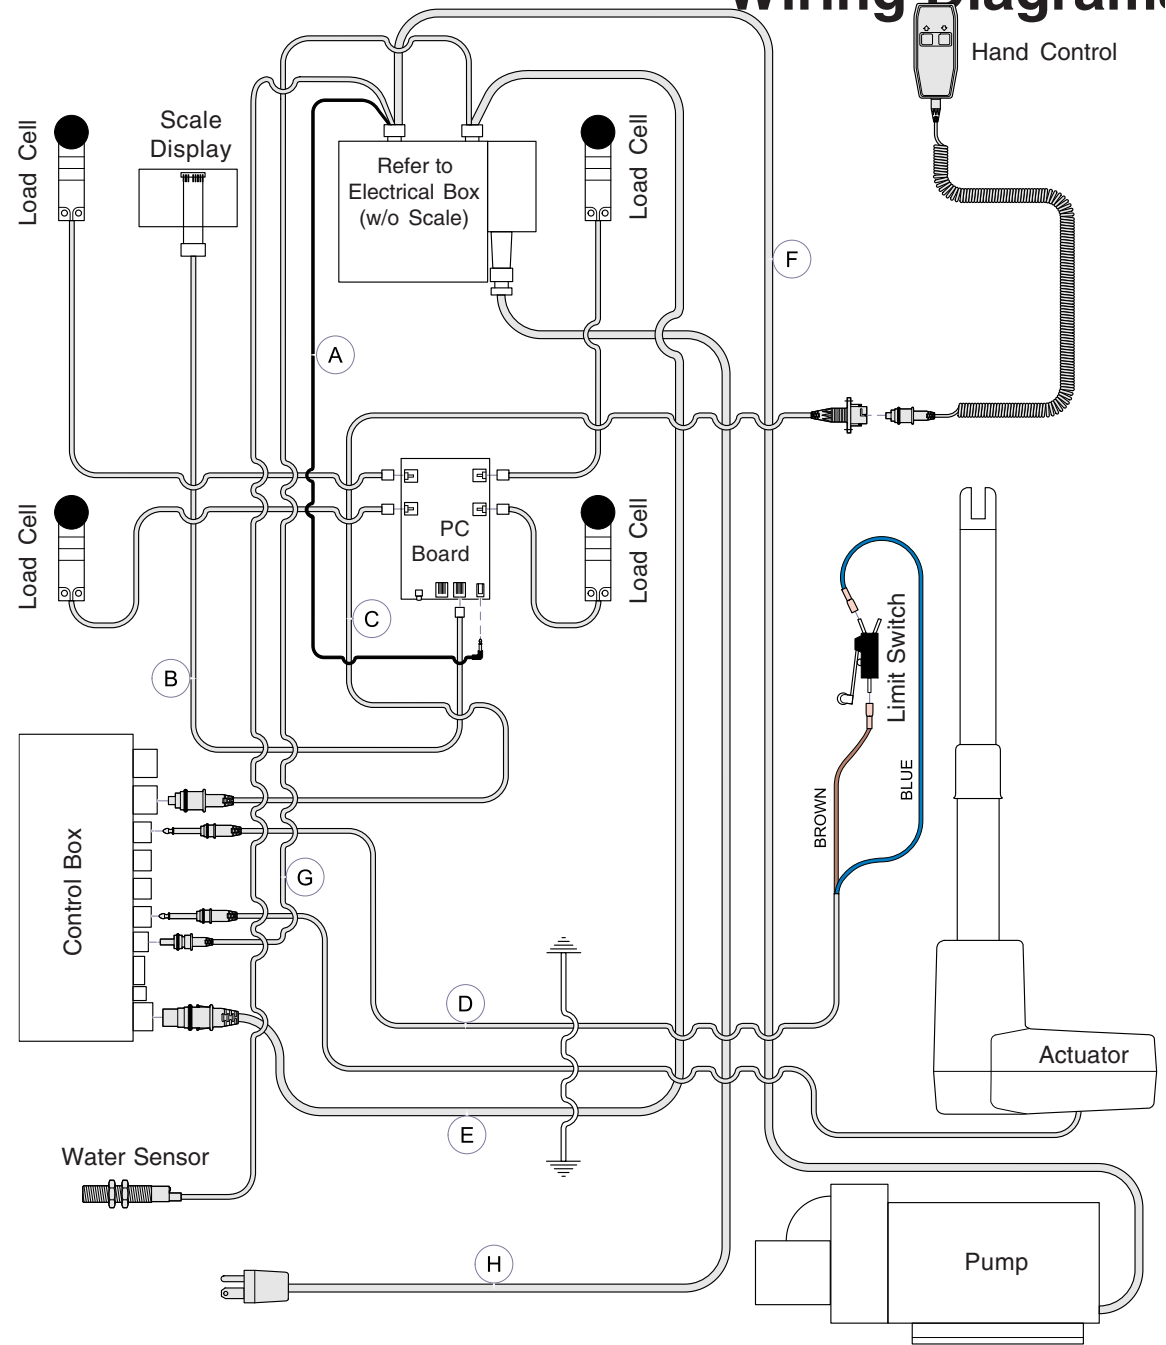 Wiring Diagrams
Hand Control
Scale
Display
Load Cell
Load Cell
Refer to
Electrical Box
(w/o Scale)
F
A
Load Cell
Load Cell
PC
Board
C
B
Limit Switch
BROWN
BLUE
Control Box
G
D
Actuator
E
Water Sensor
H
Pump